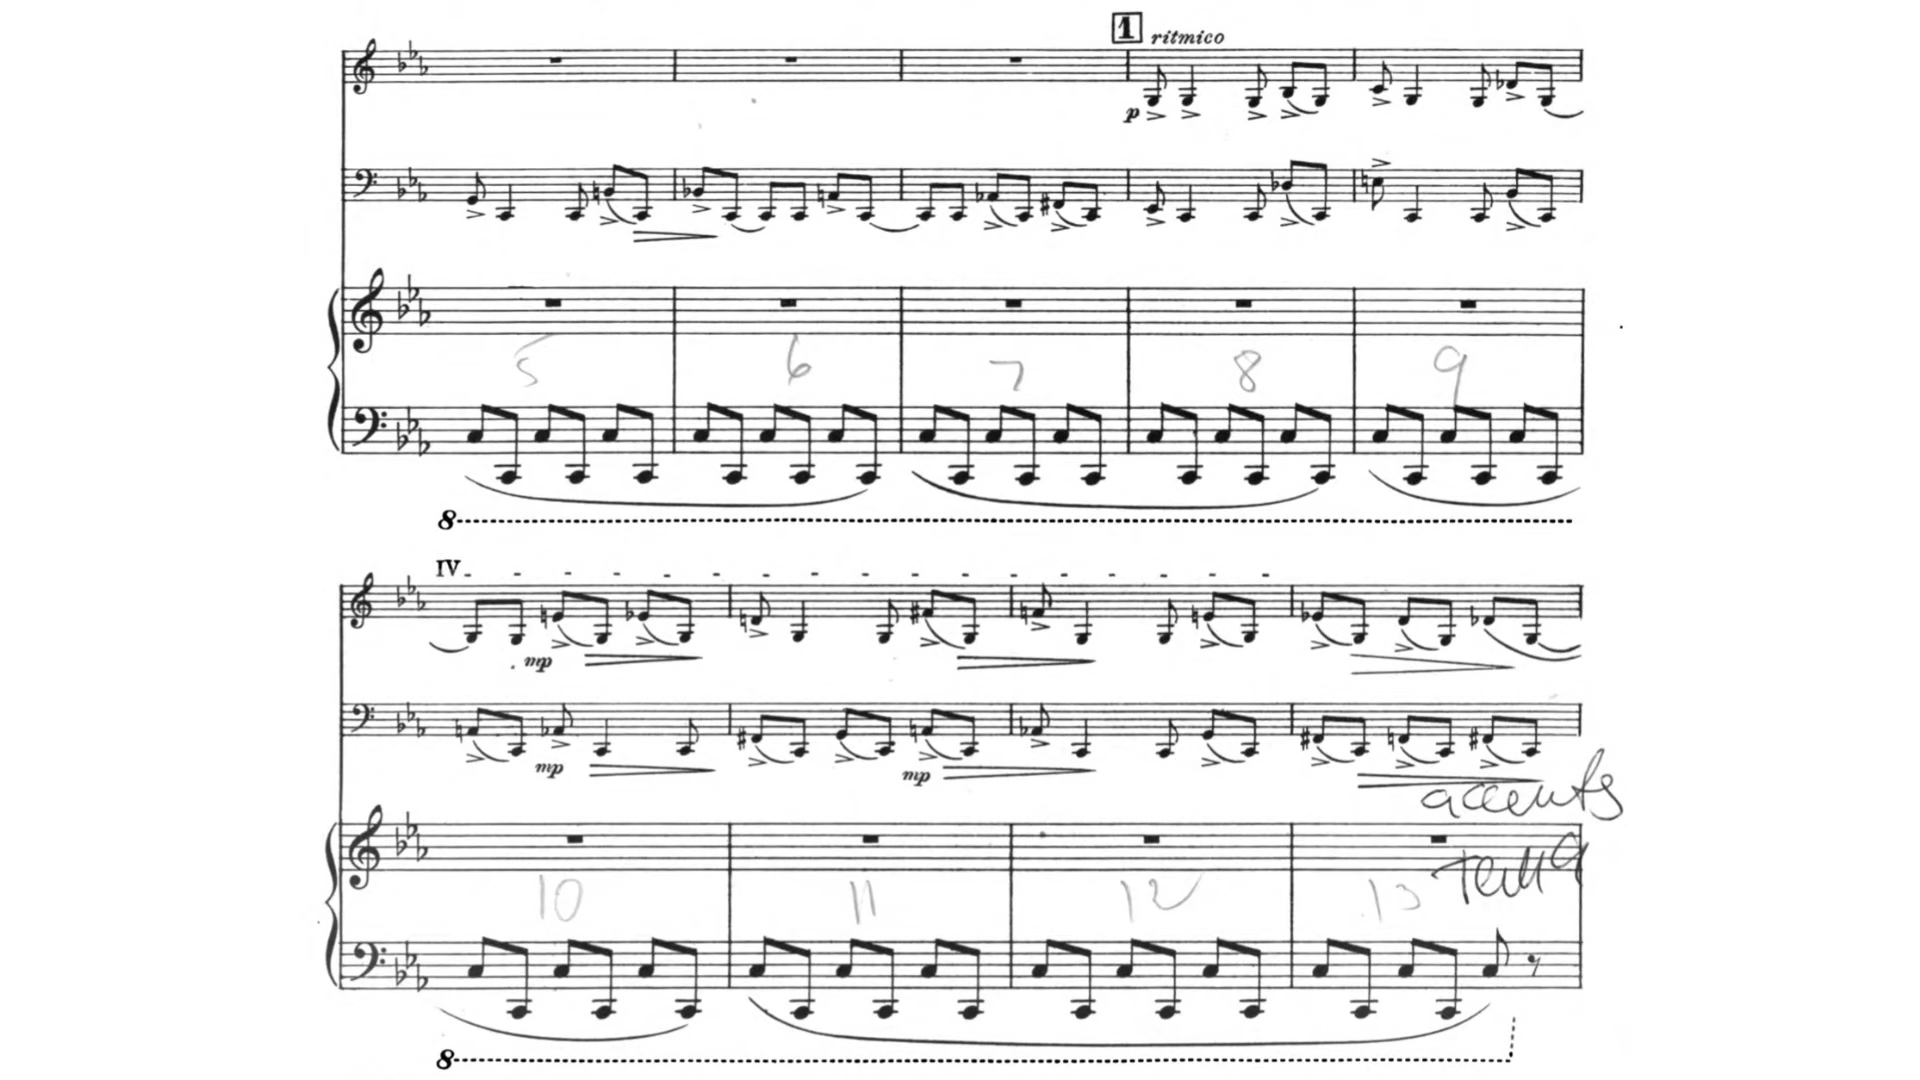 1 ritmico
p
5 6 7 8 9
8
IV
mp
mp mp
accents
10 11 12 13
8